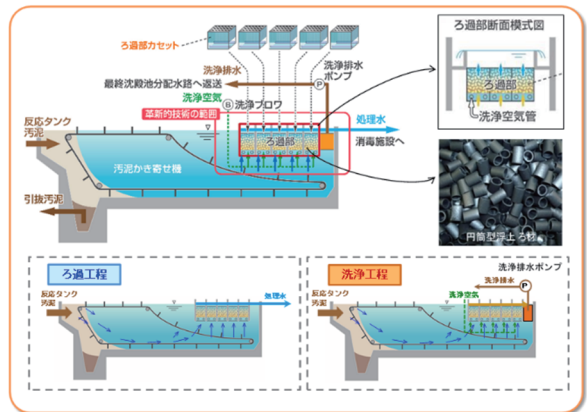 ろ過部カセット
洗浄排水
洗浄排水
ポンプ
P
最終沈殿池分配水路へ返送
洗浄空気
B 洗浄ブロワ
革新的技術の範囲
処理水
消毒施設へ
ろ過部
反応タンク
汚泥
汚泥かき寄せ機
引抜汚泥
ろ過部断面模式図
ろ過部
洗浄空気管
円筒型浮上ろ材
ろ過工程
反応タンク
汚泥
処理水
洗浄工程
洗浄排水ポンプ
洗浄排水
P
反応タンク
汚泥
洗浄空気